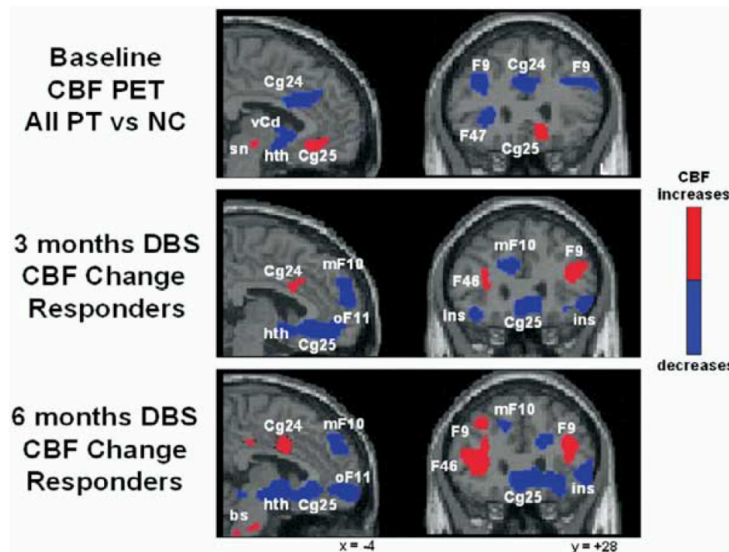 Baseline
CBF PET
All PT vs NC
Cg24
vCd
sn
hth
Cg25
F9
Cg24
F9
F47
Cg25
L
CBF
increases
decreases
3 months DBS
CBF Change
Responders
mF10
Cg24
oF11
hth
Cg25
mF10
F9
F46
Ins
Cg25
ins
6 months DBS
CBF Change
Responders
Cg24
mF10
oF11
hth
Cg25
bs
mF10
F9
F9
F46
ins
Cg25
x = -4
y = +28